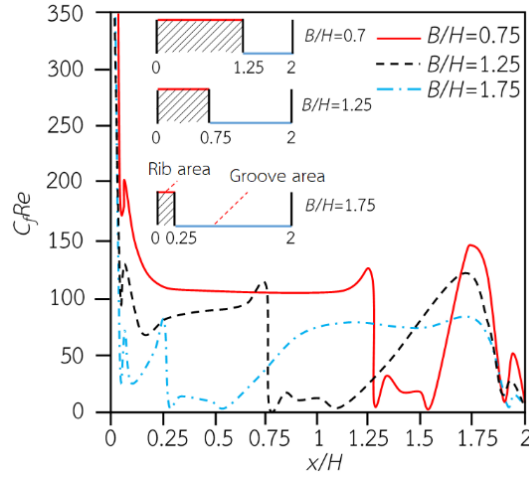 350
300
250
200
150
100
50
0
C_fRe
B/H=0.7
0 1.25 2
B/H=1.25
0 0.75 2
Rib area
Groove area
B/H=1.75
0 0.25 2
B/H=0.75
B/H=1.25
B/H=1.75
0 0.25 0.50 0.75 1 1.25 1.50 1.75 2
x/H